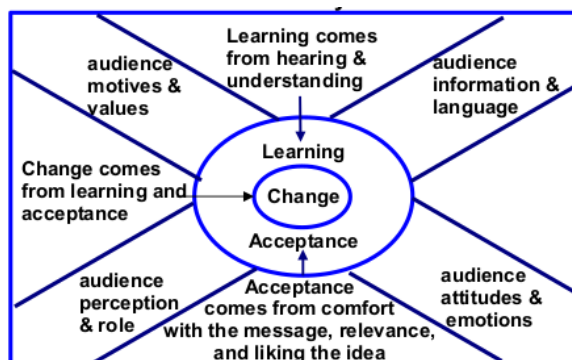 Learning comes
from hearing &
understanding
audience
motives &
values
audience
information &
language
Learning
Change comes
from learning and
acceptance
Change
Acceptance
audience
perception
& role
Acceptance
comes from comfort
with the message, relevance,
and liking the idea
audience
attitudes &
emotions